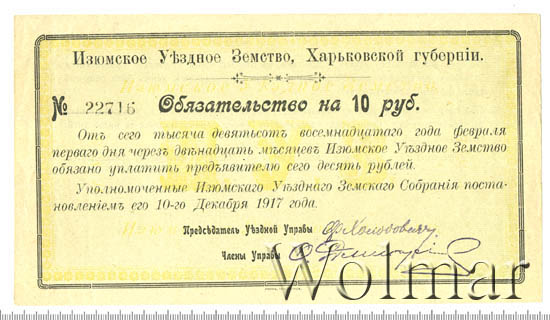 Изюмское Уѣздное Земство, Харьковской губерніи.
№ 22716 Обязательство на 10 руб.
Отъ сего тысяча девятьсот восемнадцатаго года февраля
перваго дня черезъ двѣнадцать мѣсяцевъ Изюмское Уѣздное Земство
обязано уплатить предъявителю сего десять рублей.
Уполномоченные Изюмскаго Уѣзднаго Земскаго Собранія поста-
новленіем его 10-го Декабря 1917 года.
Предсѣдатель Уѣздной Управы
Члены Управы
Wolmar